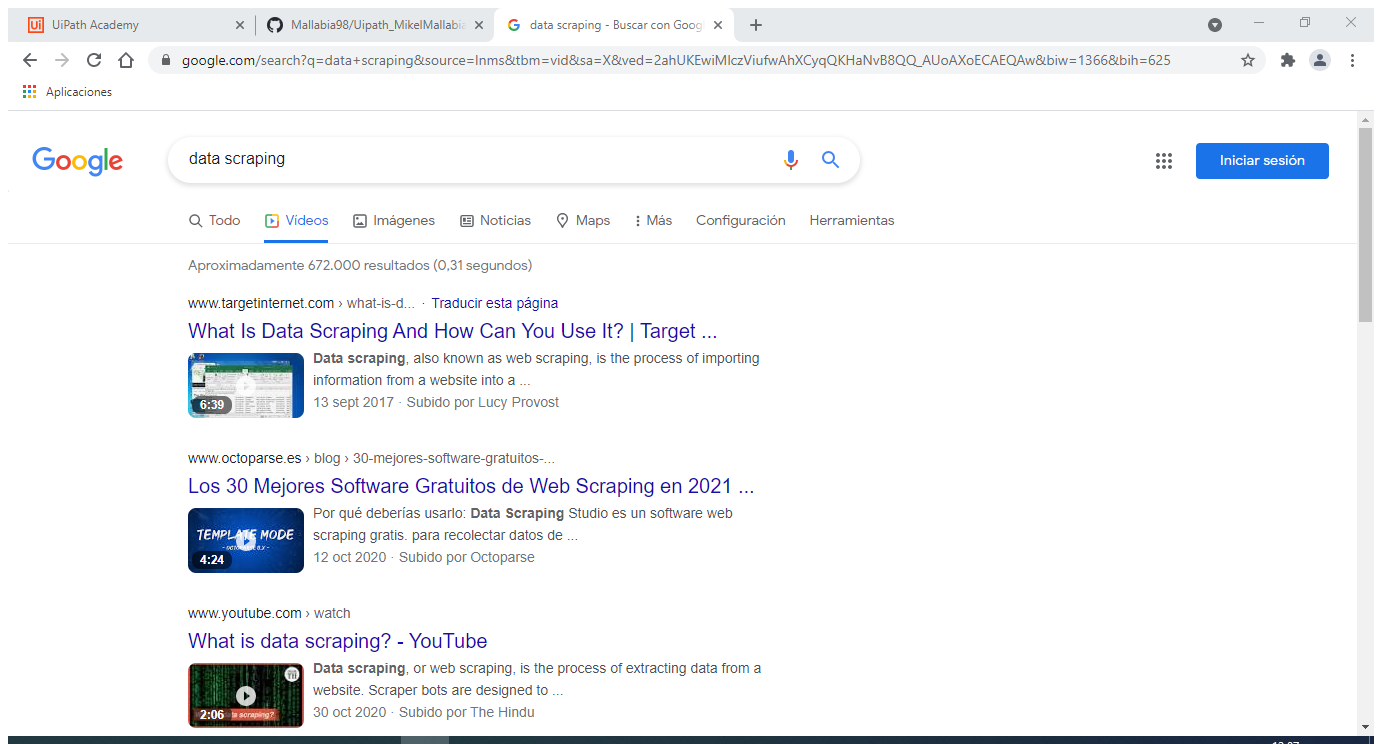 UiPath Academy
Mallabia98/Uipath_MikelMallabia
data scraping - Buscar con Goog
google.com/search?q=data+scraping&source=lnms&tbm=vid&sa=X&ved=2ahUKEwiMlczViufwAhXCyqQKHaNvB8QQ_AUoAXoECAEQAw&biw=1366&bih=625
Aplicaciones
Google
data scraping
Iniciar sesión
Todo Vídeos Imágenes Noticias Maps Más Configuración Herramientas
Aproximadamente 672.000 resultados (0,31 segundos)
www.targetinternet.com › what-is-d... · Traducir esta página
What Is Data Scraping And How Can You Use It? | Target ...
Data scraping, also known as web scraping, is the process of importing
information from a website into a ...
6:39
13 sept 2017 · Subido por Lucy Provost
www.octoparse.es › blog › 30-mejores-software-gratuitos-...
Los 30 Mejores Software Gratuitos de Web Scraping en 2021 ...
Por qué deberías usarlo: Data Scraping Studio es un software web
scraping gratis. para recolectar datos de ...
TEMPLATE MODE
4:24
12 oct 2020 · Subido por Octoparse
www.youtube.com › watch
What is data scraping? - YouTube
Data scraping, or web scraping, is the process of extracting data from a
website. Scraper bots are designed to ...
2:06
data scraping?
30 oct 2020 · Subido por The Hindu